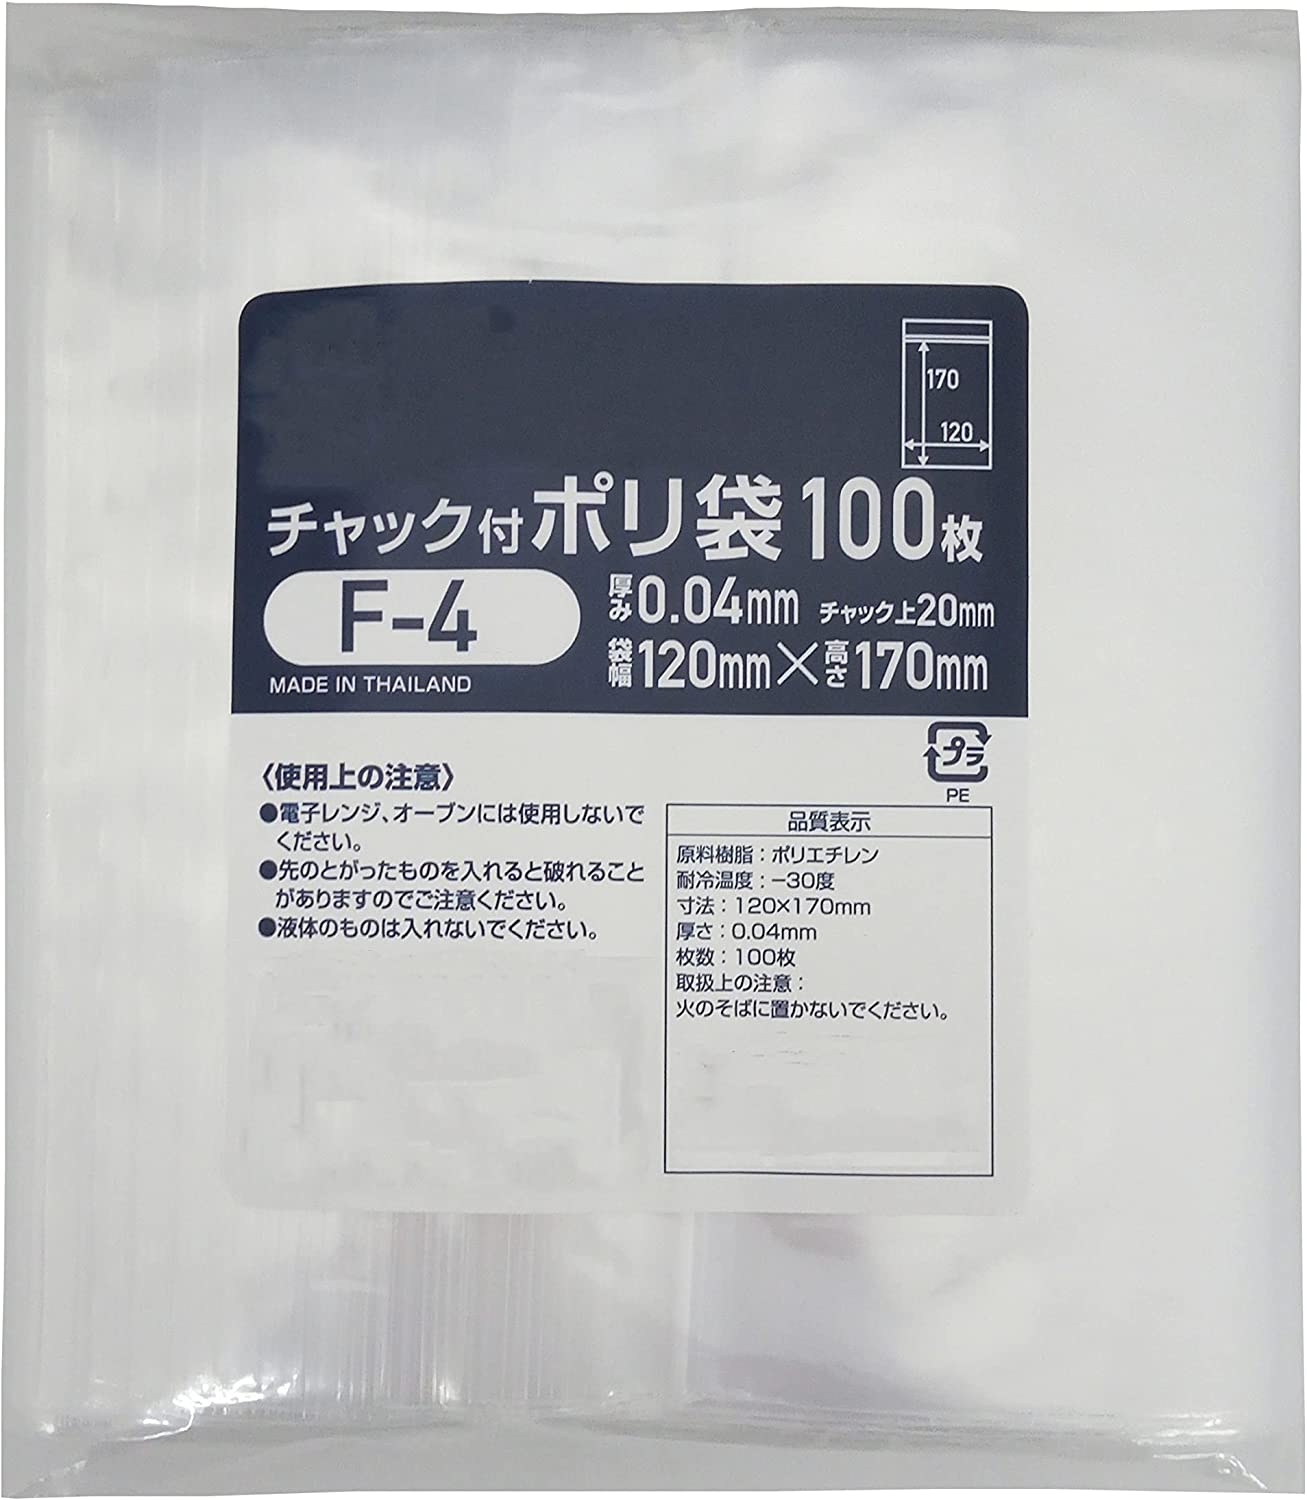 170
120
チャック付ポリ袋100枚
F-4
厚み0.04mm チャック上20mm
袋幅120mm×高さ170mm
MADE IN THAILAND
プラ
PE
〈使用上の注意〉
●電子レンジ、オーブンには使用しないで
ください。
●先のとがったものを入れると破れること
がありますのでご注意ください。
●液体のものは入れないでください。
品質表示
原料樹脂：ポリエチレン
耐冷温度：−30度
寸法：120×170mm
厚さ：0.04mm
枚数：100枚
取扱上の注意：
火のそばに置かないでください。